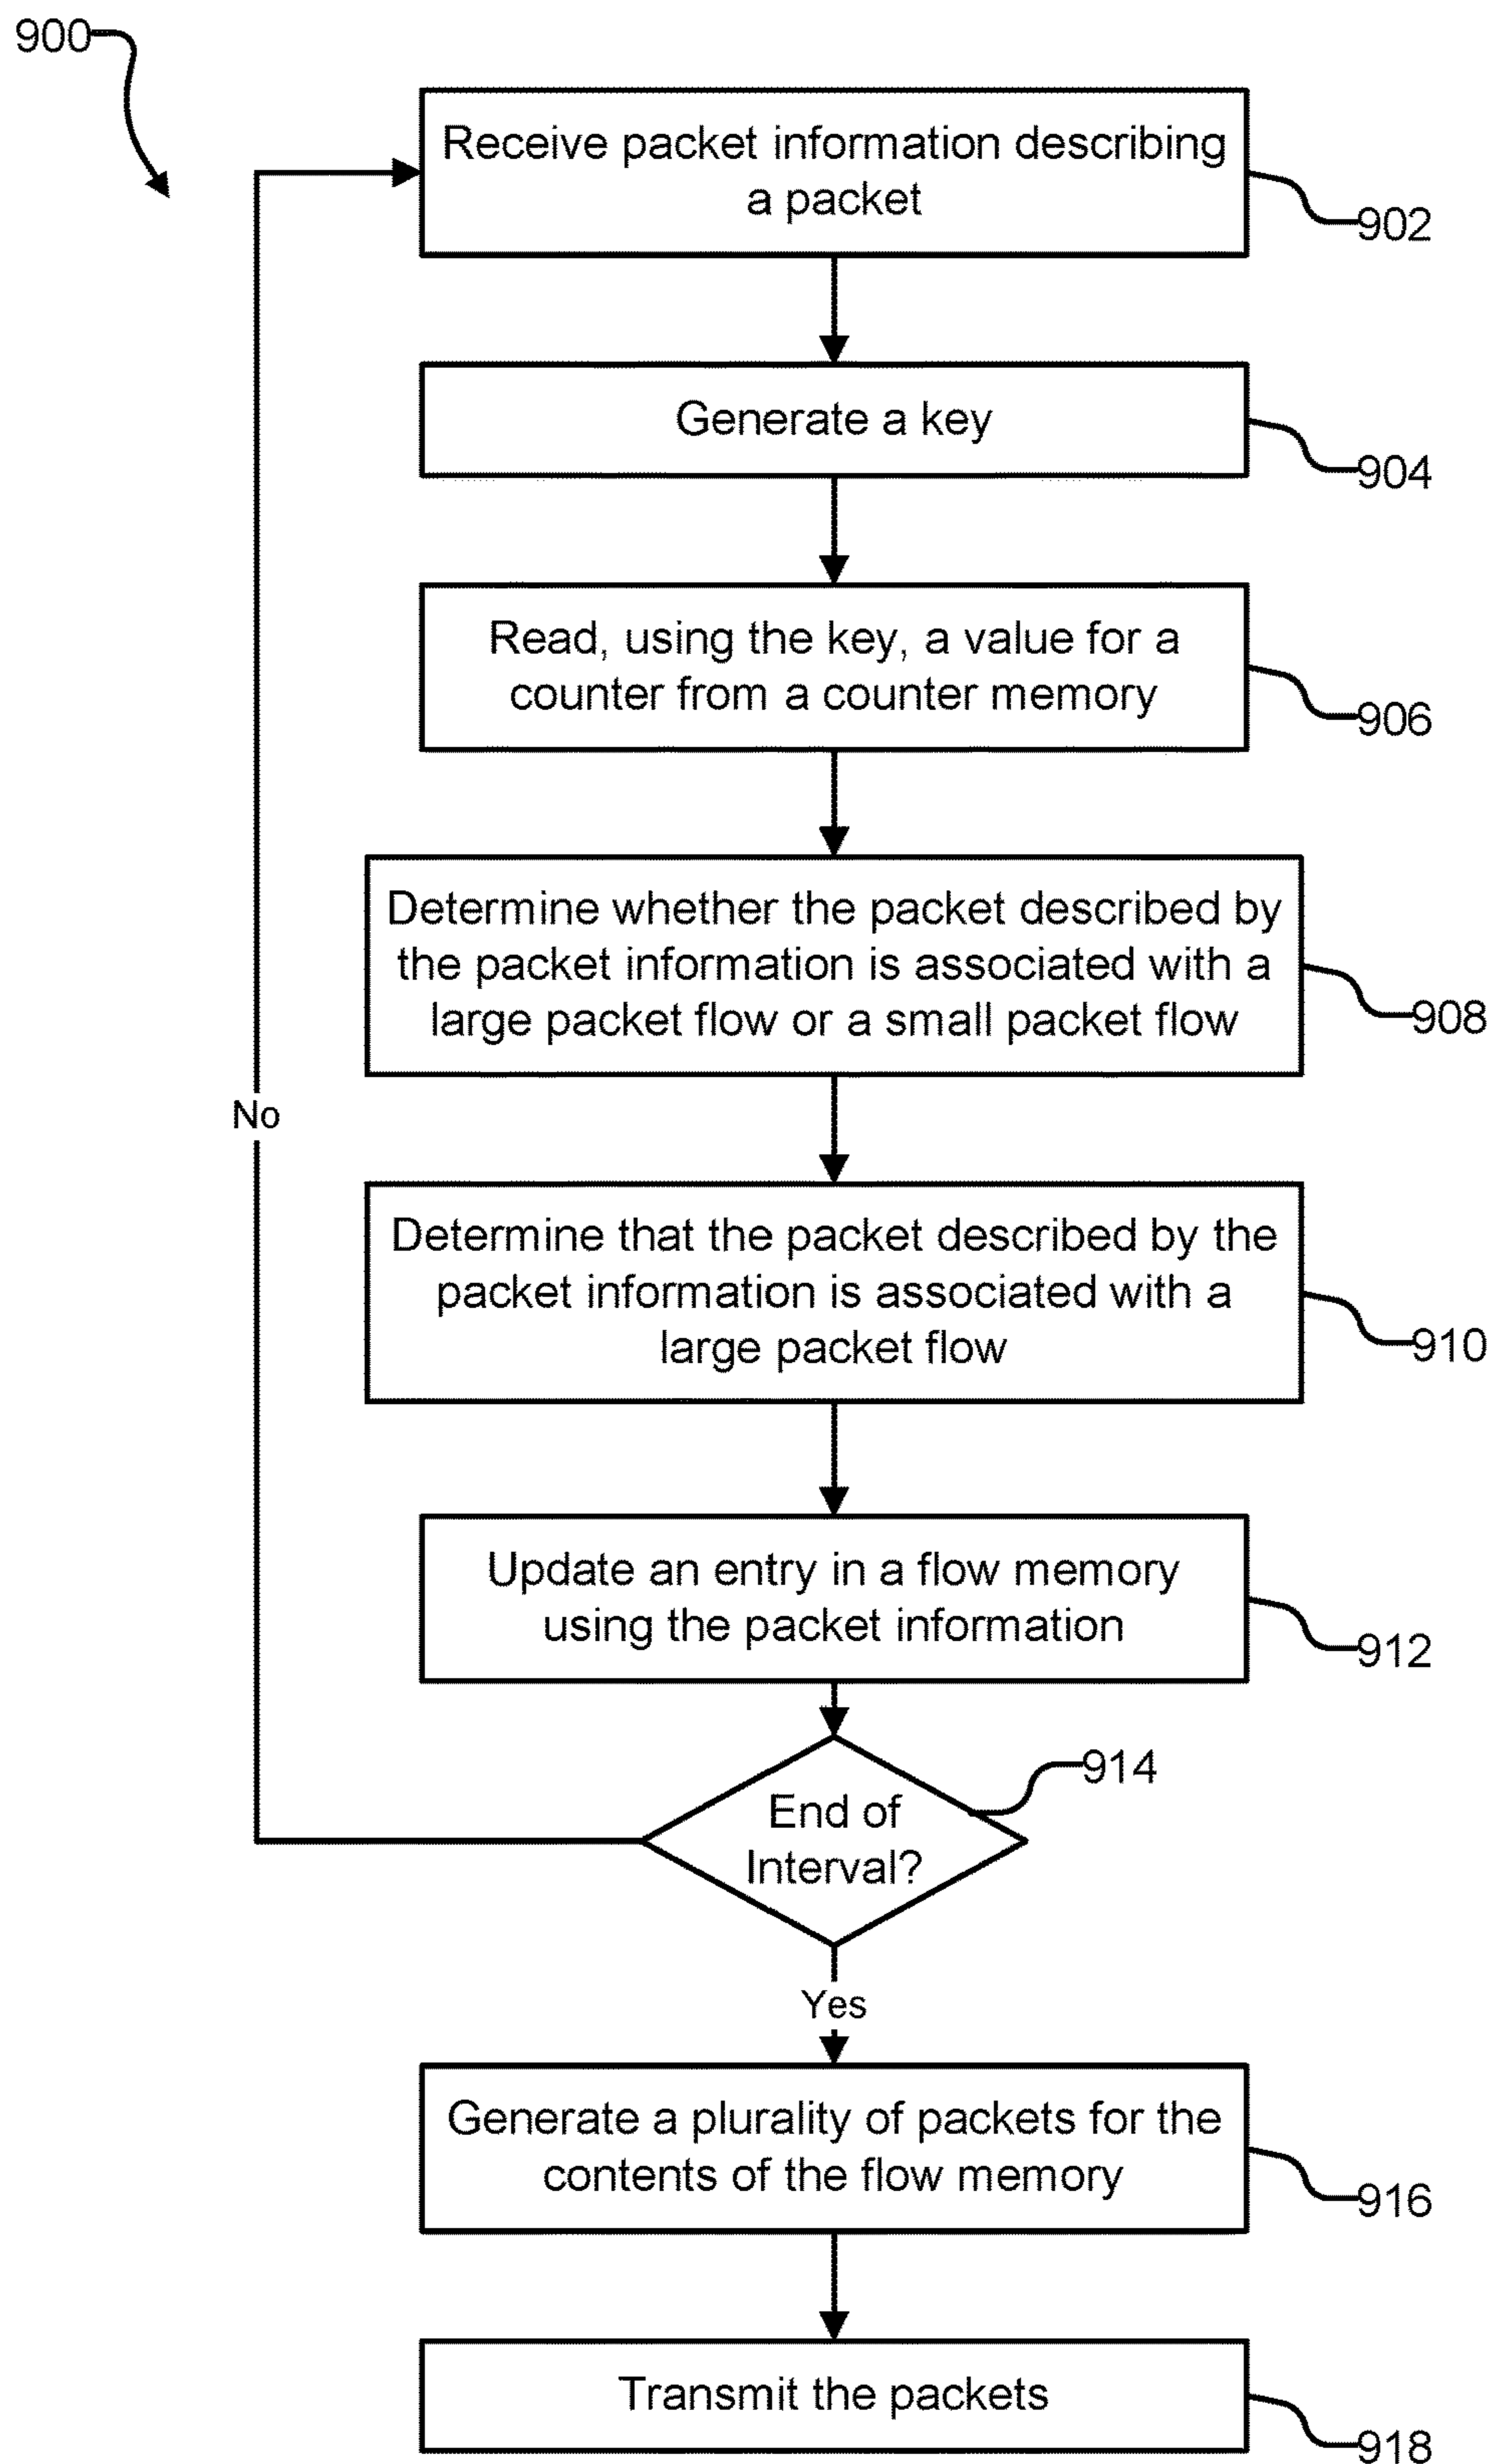 900
Receive packet information describing
a packet
902
Generate a key
904
Read, using the key, a value for a
counter from a counter memory
906
Determine whether the packet described by
the packet information is associated with a
large packet flow or a small packet flow
908
No
Determine that the packet described by the
packet information is associated with a
large packet flow
910
Update an entry in a flow memory
using the packet information
912
914
End of
Interval?
Yes
Generate a plurality of packets for the
contents of the flow memory
916
Transmit the packets
918